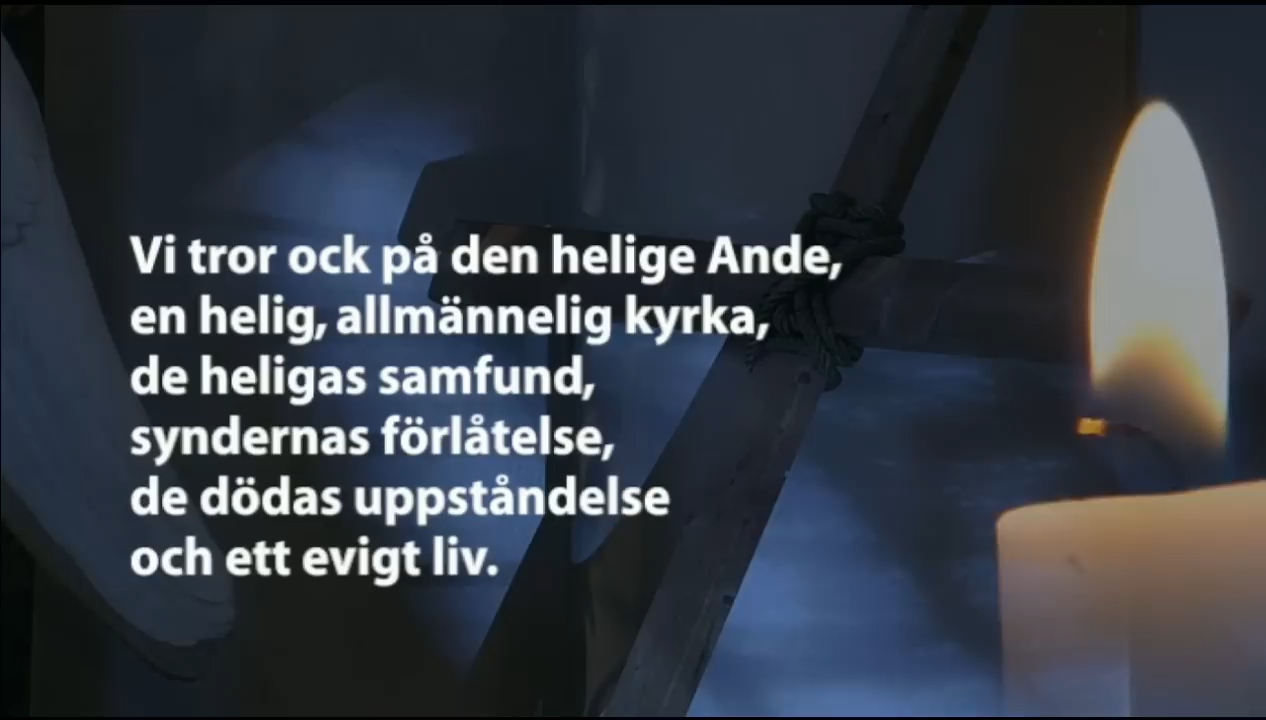 Vi tror ock på den helige Ande,
en helig, allmännelig kyrka,
de heligas samfund,
syndernas förlåtelse,
de dödas uppståndelse
och ett evigt liv.